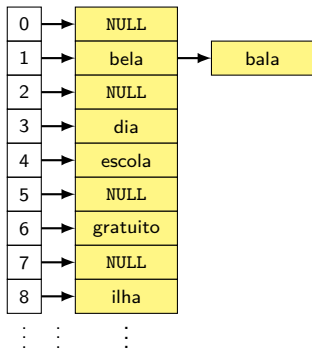 0 NULL
1 bela bala
2 NULL
3 dia
4 escola
5 NULL
6 gratuito
7 NULL
8 ilha
⋮ ⋮ ⋮